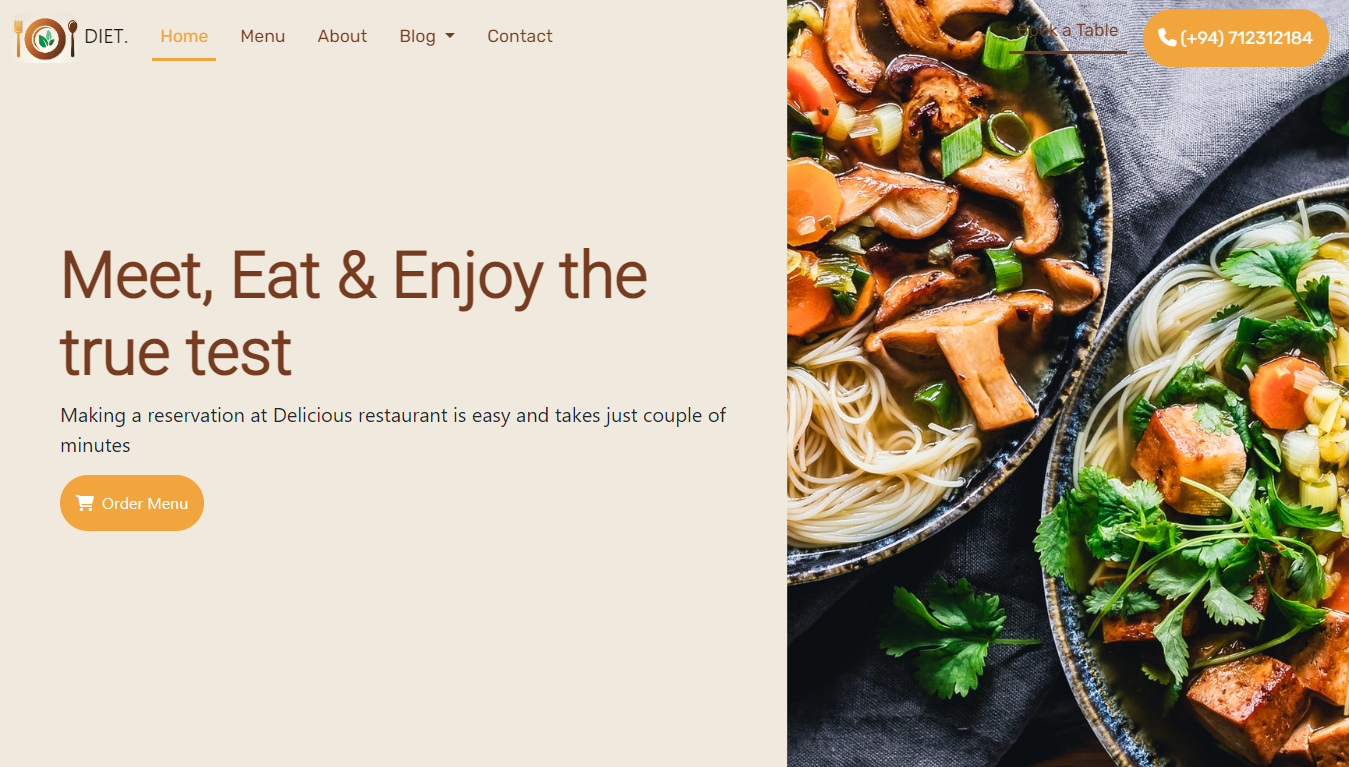 DIET.
Home
Menu
About
Blog
Contact
Book a Table
(+94) 712312184
Meet, Eat & Enjoy the
true test
Making a reservation at Delicious restaurant is easy and takes just couple of
minutes
Order Menu